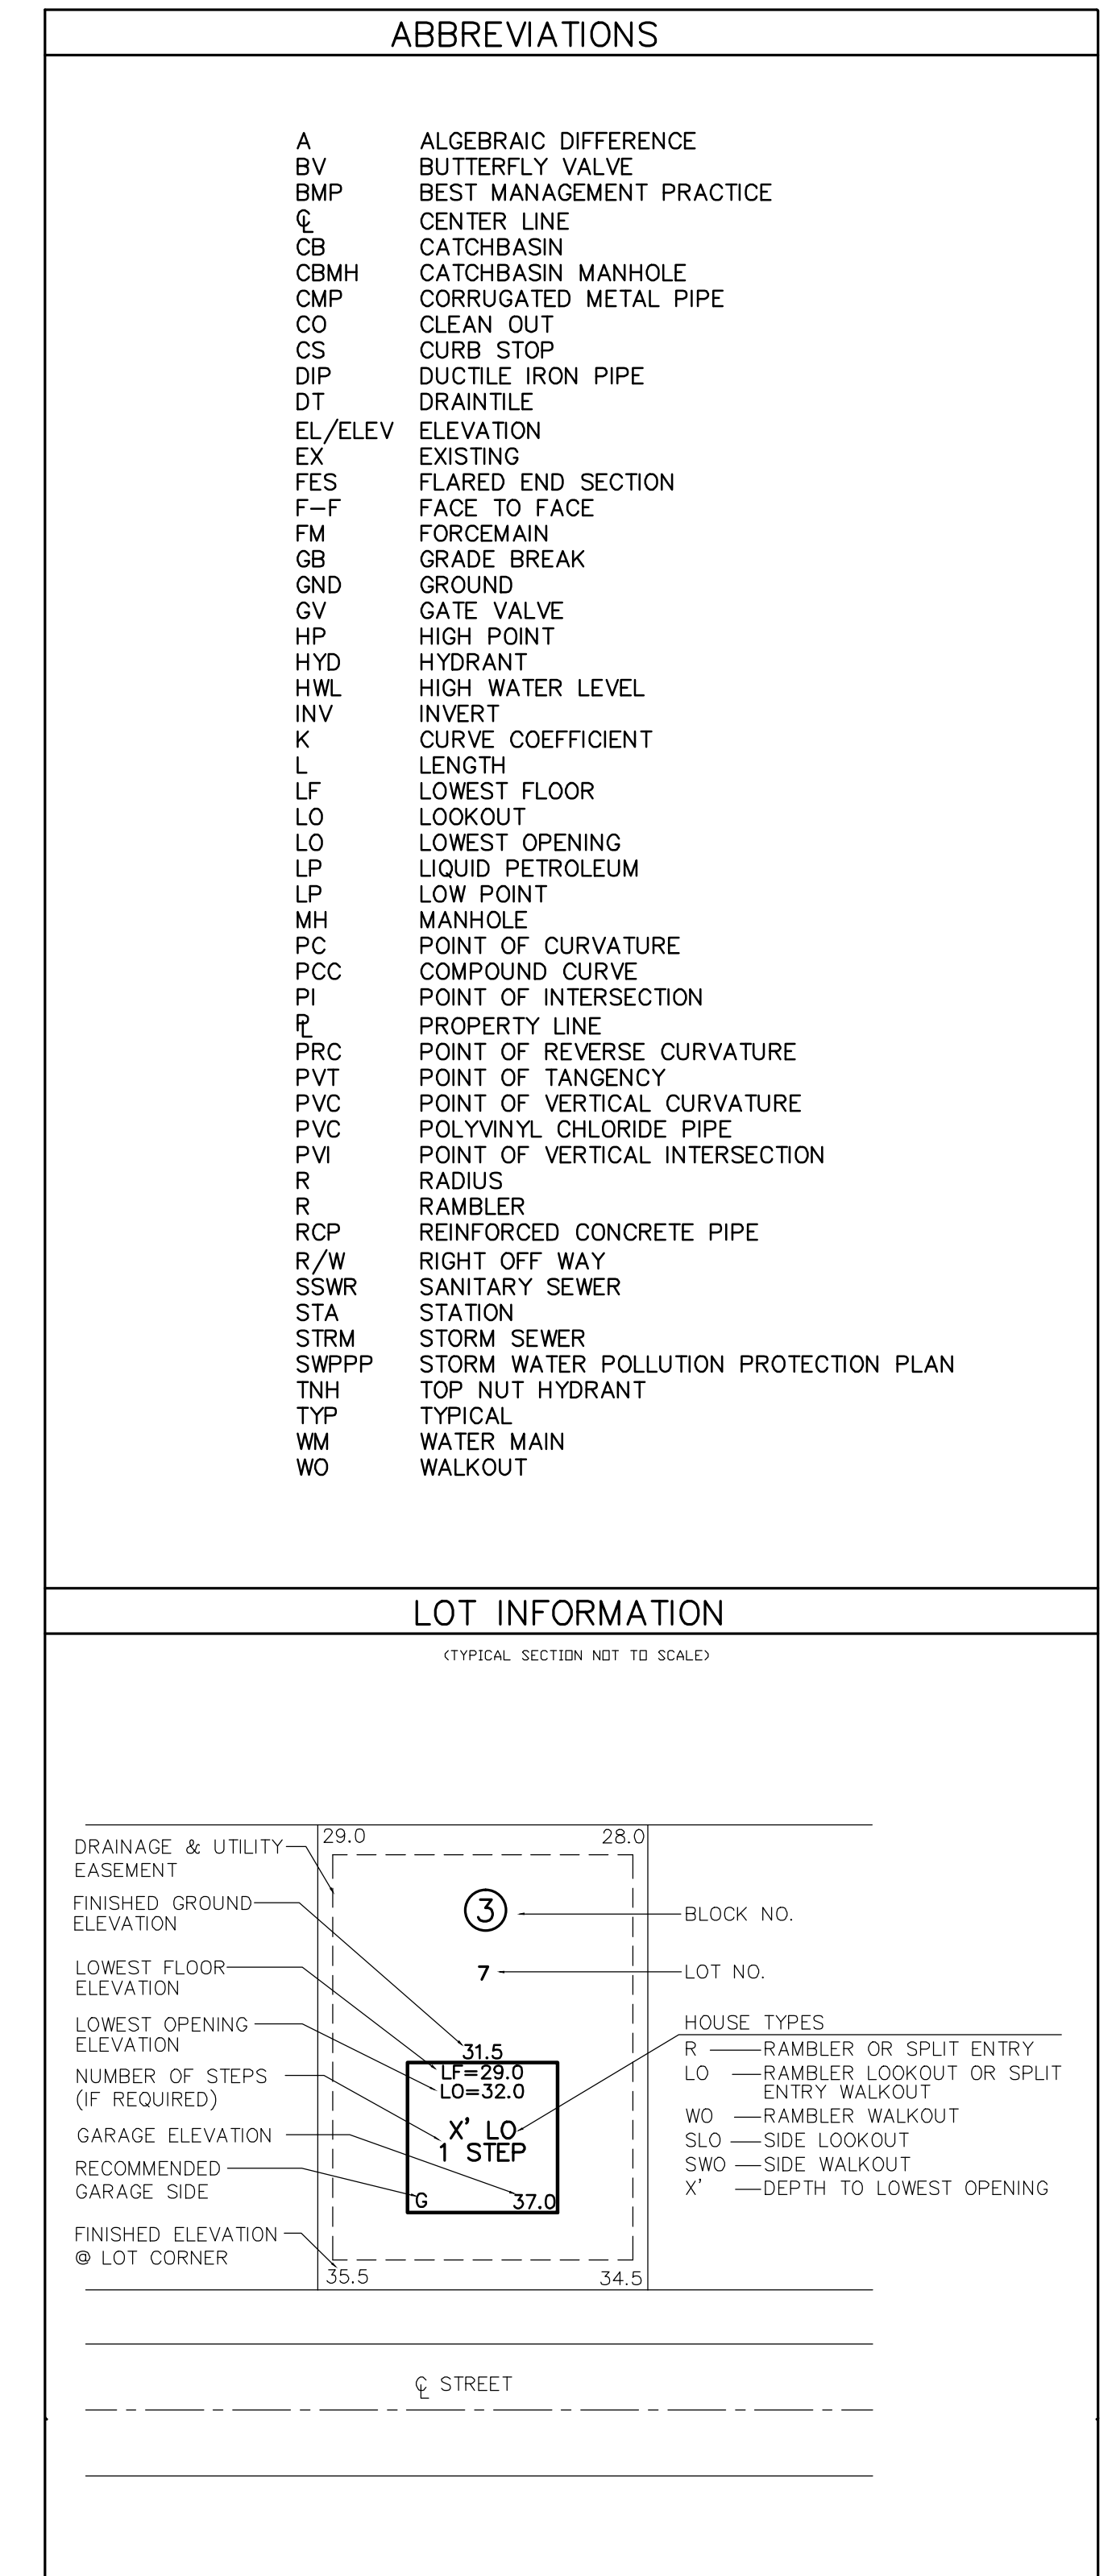 ABBREVIATIONS
A ALGEBRAIC DIFFERENCE
BV BUTTERFLY VALVE
BMP BEST MANAGEMENT PRACTICE
℄ CENTER LINE
CB CATCHBASIN
CBMH CATCHBASIN MANHOLE
CMP CORRUGATED METAL PIPE
CO CLEAN OUT
CS CURB STOP
DIP DUCTILE IRON PIPE
DT DRAINTILE
EL/ELEV ELEVATION
EX EXISTING
FES FLARED END SECTION
F-F FACE TO FACE
FM FORCEMAIN
GB GRADE BREAK
GND GROUND
GV GATE VALVE
HP HIGH POINT
HYD HYDRANT
HWL HIGH WATER LEVEL
INV INVERT
K CURVE COEFFICIENT
L LENGTH
LF LOWEST FLOOR
LO LOOKOUT
LO LOWEST OPENING
LP LIQUID PETROLEUM
LP LOW POINT
MH MANHOLE
PC POINT OF CURVATURE
PCC COMPOUND CURVE
PI POINT OF INTERSECTION
PL PROPERTY LINE
PRC POINT OF REVERSE CURVATURE
PVT POINT OF TANGENCY
PVC POINT OF VERTICAL CURVATURE
PVC POLYVINYL CHLORIDE PIPE
PVI POINT OF VERTICAL INTERSECTION
R RADIUS
R RAMBLER
RCP REINFORCED CONCRETE PIPE
R/W RIGHT OFF WAY
SSWR SANITARY SEWER
STA STATION
STRM STORM SEWER
SWPPP STORM WATER POLLUTION PROTECTION PLAN
TNH TOP NUT HYDRANT
TYP TYPICAL
WM WATER MAIN
WO WALKOUT
LOT INFORMATION
(TYPICAL SECTION NOT TO SCALE)
DRAINAGE & UTILITY
EASEMENT
FINISHED GROUND
ELEVATION
LOWEST FLOOR
ELEVATION
LOWEST OPENING
ELEVATION
NUMBER OF STEPS
(IF REQUIRED)
GARAGE ELEVATION
RECOMMENDED
GARAGE SIDE
FINISHED ELEVATION
@ LOT CORNER
29.0 28.0
3
7
31.5
LF=29.0
LO=32.0
X' LO
1 STEP
G 37.0
35.5 34.5
BLOCK NO.
LOT NO.
HOUSE TYPES
R RAMBLER OR SPLIT ENTRY
LO RAMBLER LOOKOUT OR SPLIT
ENTRY WALKOUT
WO RAMBLER WALKOUT
SLO SIDE LOOKOUT
SWO SIDE WALKOUT
X' DEPTH TO LOWEST OPENING
℄ STREET